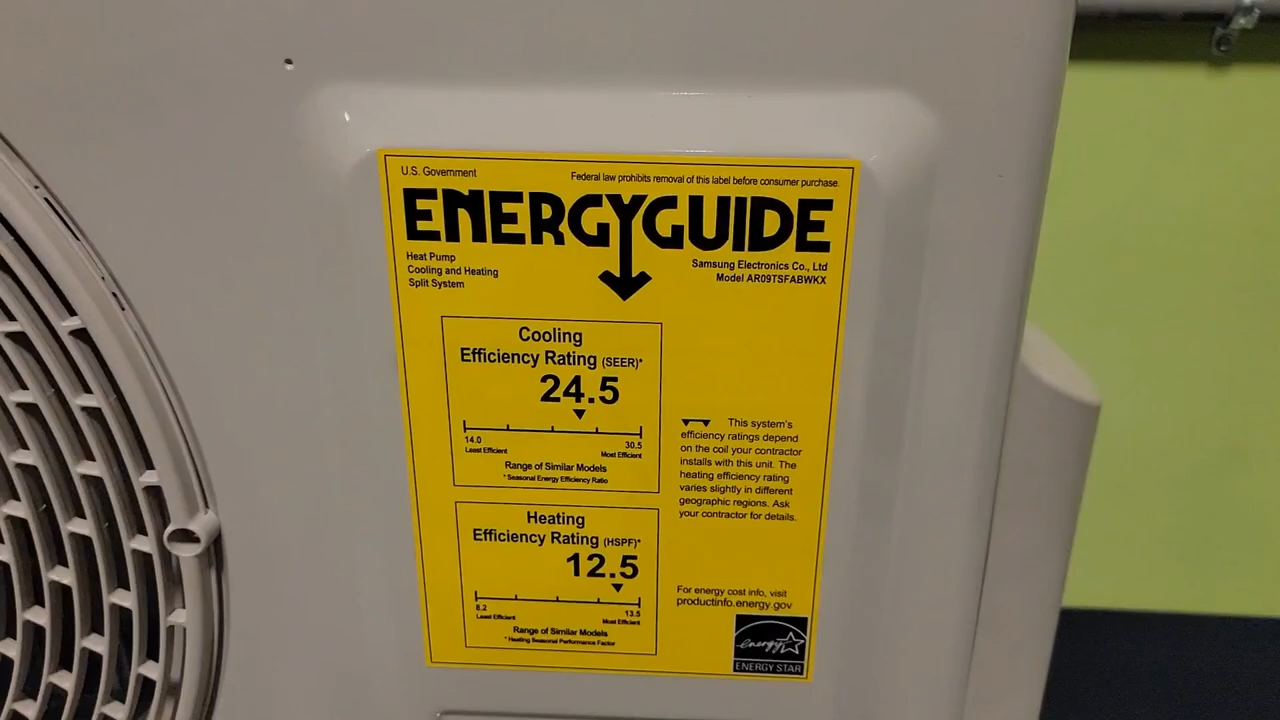 U.S. Government
Federal law prohibits removal of this label before consumer purchase.
ENERGYGUIDE
Heat Pump
Cooling and Heating
Split System
Samsung Electronics Co., Ltd
Model AR09TSFABWKX
Cooling
Efficiency Rating (SEER)*
24.5
14.0
Least Efficient
30.5
Most Efficient
Range of Similar Models
* Seasonal Energy Efficiency Ratio
This system's
efficiency ratings depend
on the coil your contractor
installs with this unit. The
heating efficiency rating
varies slightly in different
geographic regions. Ask
your contractor for details.
Heating
Efficiency Rating (HSPF)*
12.5
8.2
Least Efficient
13.5
Most Efficient
Range of Similar Models
* Heating Seasonal Performance Factor
For energy cost info, visit
productinfo.energy.gov
energy
ENERGY STAR